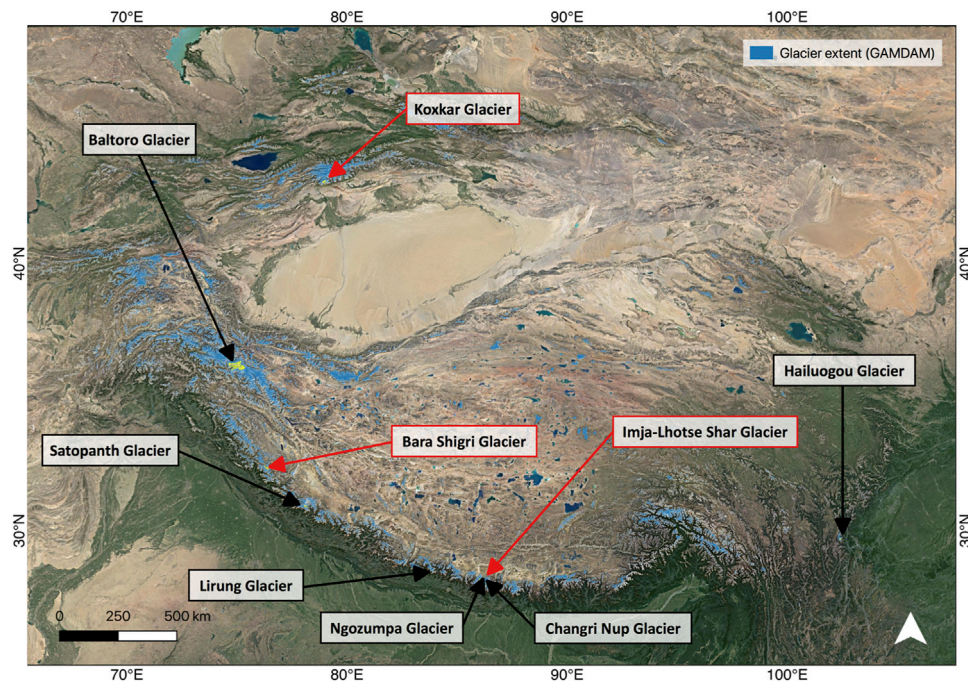 70°E
80°E
90°E
100°E
Glacier extent (GAMDAM)
Koxkar Glacier
Baltoro Glacier
40°N
40°N
Hailuogou Glacier
Imja-Lhotse Shar Glacier
Bara Shigri Glacier
Satopanth Glacier
30°N
30°N
Lirung Glacier
0
250
500 km
Ngozumpa Glacier
Changri Nup Glacier
70°E
80°E
90°E
100°E